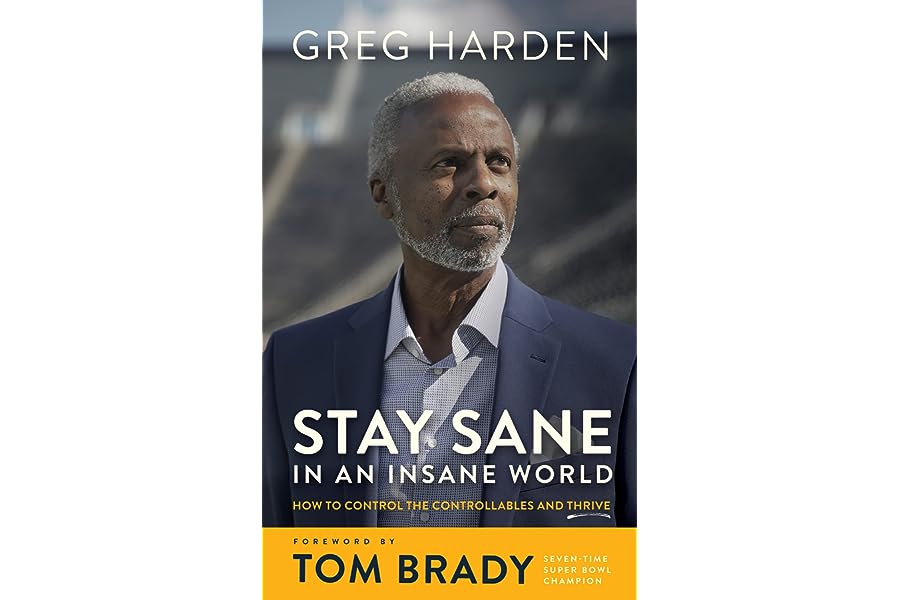 GREG HARDEN
STAY SANE
IN AN INSANE WORLD
HOW TO CONTROL THE CONTROLLABLES AND THRIVE
FOREWORD BY
TOM BRADY
SEVEN-TIME
SUPER BOWL
CHAMPION